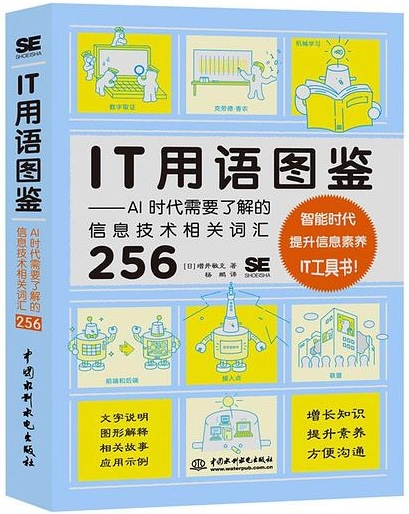 SE
SHOEISHA
IT用语图鉴
AI时代需要了解的
信息技术相关词汇
256
中国水利水电出版社
数字取证
克劳德·香农
机械学习
IT用语图鉴
——AI时代需要了解的
信息技术相关词汇
256
[日]增井敏克 著
杨鹏 译
SE
SHOEISHA
智能时代
提升信息素养
IT工具书!
前端和后端
接入点
联盟
文字说明
图形解释
相关故事
应用示例
中国水利水电出版社
www.waterpub.com.cn
增长知识
提升素养
方便沟通